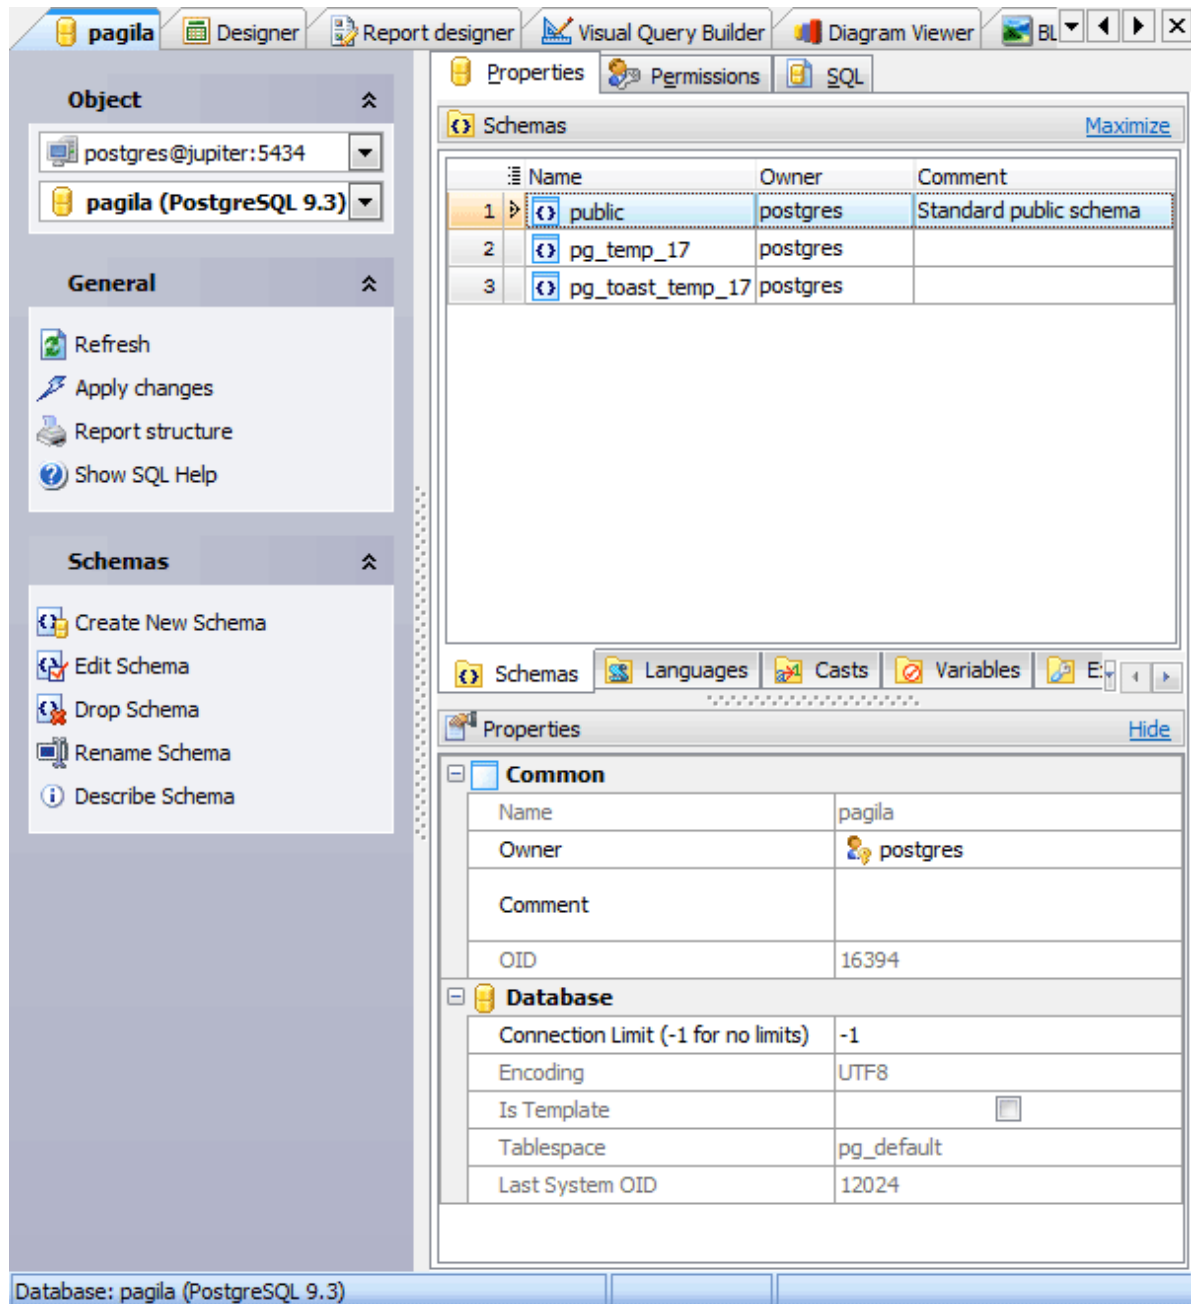 pagila Designer Report designer Visual Query Builder Diagram Viewer BL
Object
postgres@jupiter:5434
pagila (PostgreSQL 9.3)
General
Refresh
Apply changes
Report structure
Show SQL Help
Schemas
Create New Schema
Edit Schema
Drop Schema
Rename Schema
Describe Schema
Properties Permissions SQL
Schemas Maximize
Name Owner Comment
1 public postgres Standard public schema
2 pg_temp_17 postgres
3 pg_toast_temp_17 postgres
Schemas Languages Casts Variables E
Properties Hide
Common
Name pagila
Owner postgres
Comment
OID 16394
Database
Connection Limit (-1 for no limits) -1
Encoding UTF8
Is Template
Tablespace pg_default
Last System OID 12024
Database: pagila (PostgreSQL 9.3)